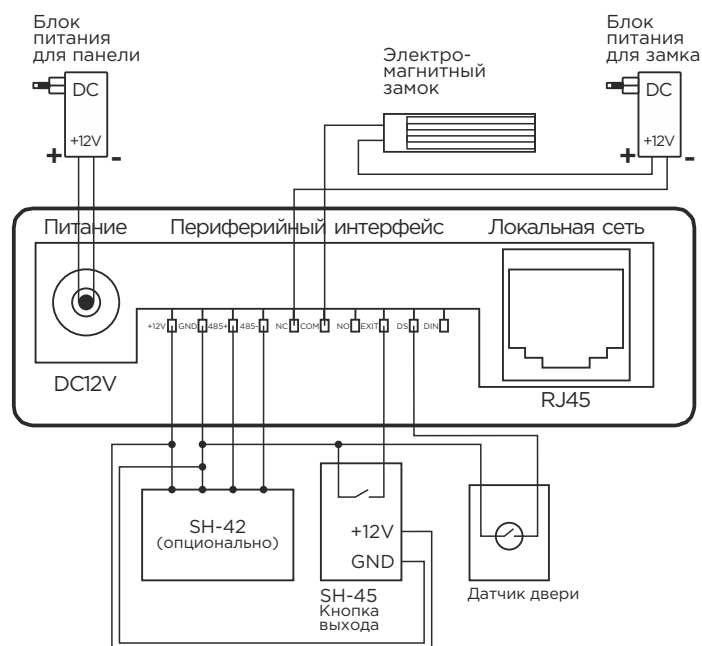 Блок
питания
для панели
DC
+12V
+
-
Электро-
магнитный
замок
Блок
питания
для замка
DC
+12V
+
-
Питание
Периферийный интерфейс
Локальная сеть
+12V GND 485+ 485- NC COM NO EXIT DS DIN
DC12V
RJ45
SH-42
(опционально)
+12V
GND
SH-45
Кнопка
выхода
Датчик двери